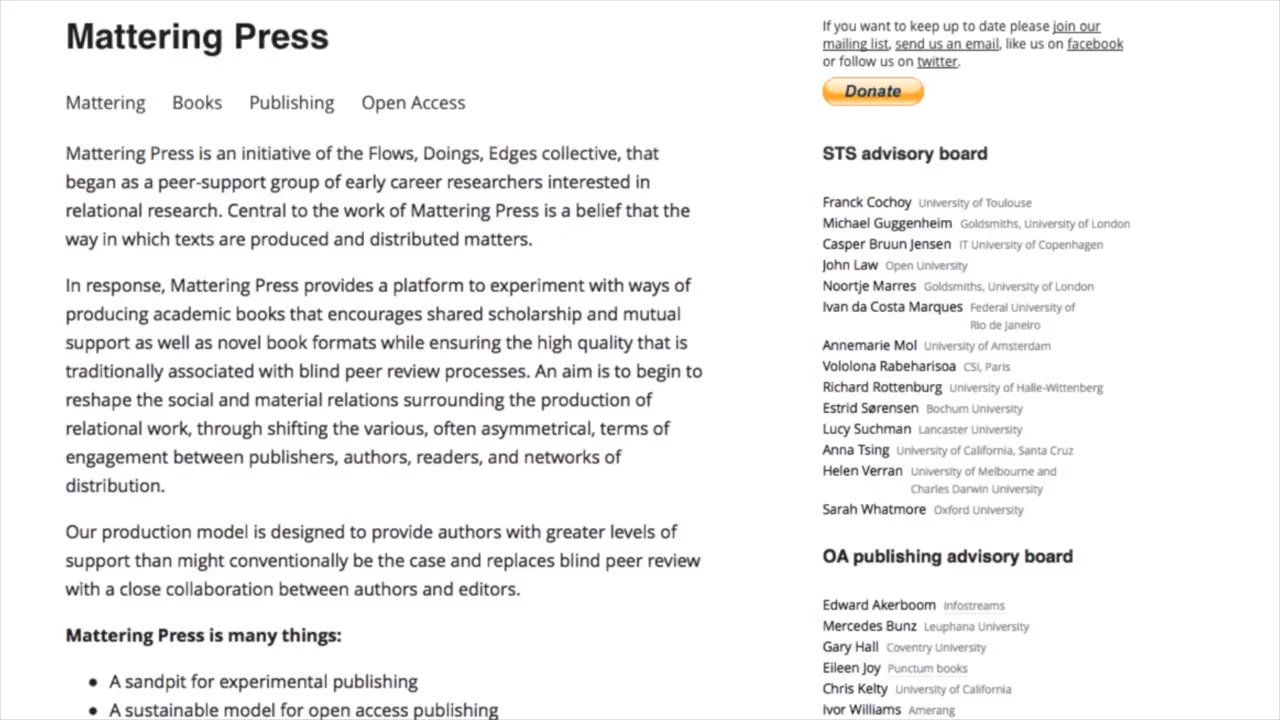 Mattering Press
Mattering Books Publishing Open Access
Mattering Press is an initiative of the Flows, Doings, Edges collective, that
began as a peer-support group of early career researchers interested in
relational research. Central to the work of Mattering Press is a belief that the
way in which texts are produced and distributed matters.
In response, Mattering Press provides a platform to experiment with ways of
producing academic books that encourages shared scholarship and mutual
support as well as novel book formats while ensuring the high quality that is
traditionally associated with blind peer review processes. An aim is to begin to
reshape the social and material relations surrounding the production of
relational work, through shifting the various, often asymmetrical, terms of
engagement between publishers, authors, readers, and networks of
distribution.
Our production model is designed to provide authors with greater levels of
support than might conventionally be the case and replaces blind peer review
with a close collaboration between authors and editors.
Mattering Press is many things:
• A sandpit for experimental publishing
• A sustainable model for open access publishing
If you want to keep up to date please join our
mailing list, send us an email, like us on facebook
or follow us on twitter.
Donate
STS advisory board
Franck Cochoy University of Toulouse
Michael Guggenheim Goldsmiths, University of London
Casper Bruun Jensen IT University of Copenhagen
John Law Open University
Noortje Marres Goldsmiths, University of London
Ivan da Costa Marques Federal University of
Rio de Janeiro
Annemarie Mol University of Amsterdam
Vololona Rabeharisoa CSI, Paris
Richard Rottenburg University of Halle-Wittenberg
Estrid Sørensen Bochum University
Lucy Suchman Lancaster University
Anna Tsing University of California, Santa Cruz
Helen Verran University of Melbourne and
Charles Darwin University
Sarah Whatmore Oxford University
OA publishing advisory board
Edward Akerboom infostreams
Mercedes Bunz Leuphana University
Gary Hall Coventry University
Eileen Joy Punctum books
Chris Kelty University of California
Ivor Williams Amerang